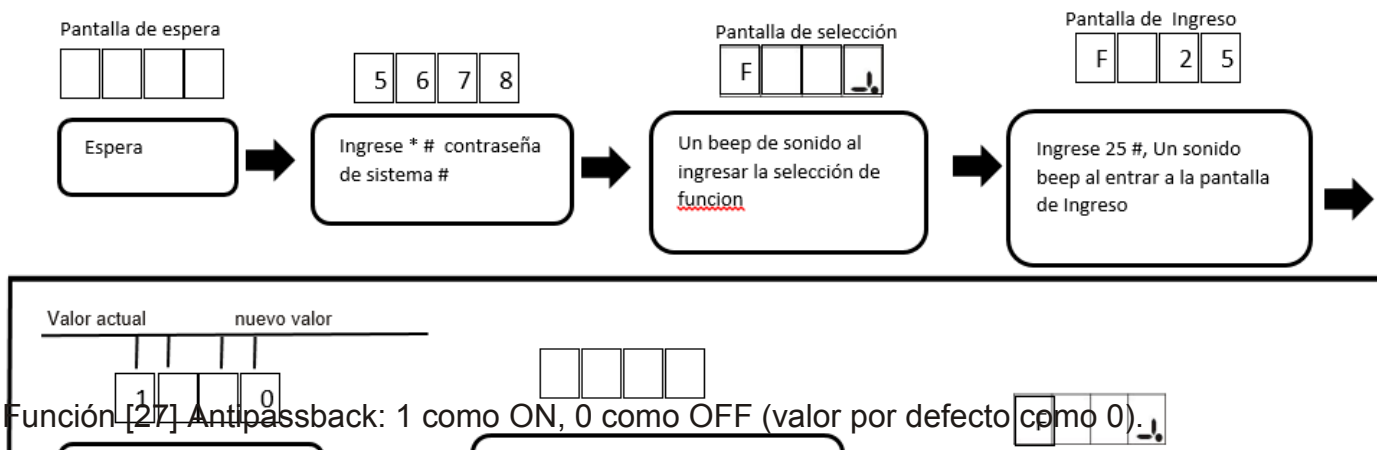 Pantalla de espera
Pantalla de selección
Pantalla de Ingreso
5 6 7 8
F
F 2 5
Espera
Ingrese * # contraseña
de sistema #
Un beep de sonido al
ingresar la selección de
funcion
Ingrese 25 #, Un sonido
beep al entrar a la pantalla
de Ingreso
Valor actual nuevo valor
1 0
F
Función [27] Antipassback: 1 como ON, 0 como OFF (valor por defecto como 0).